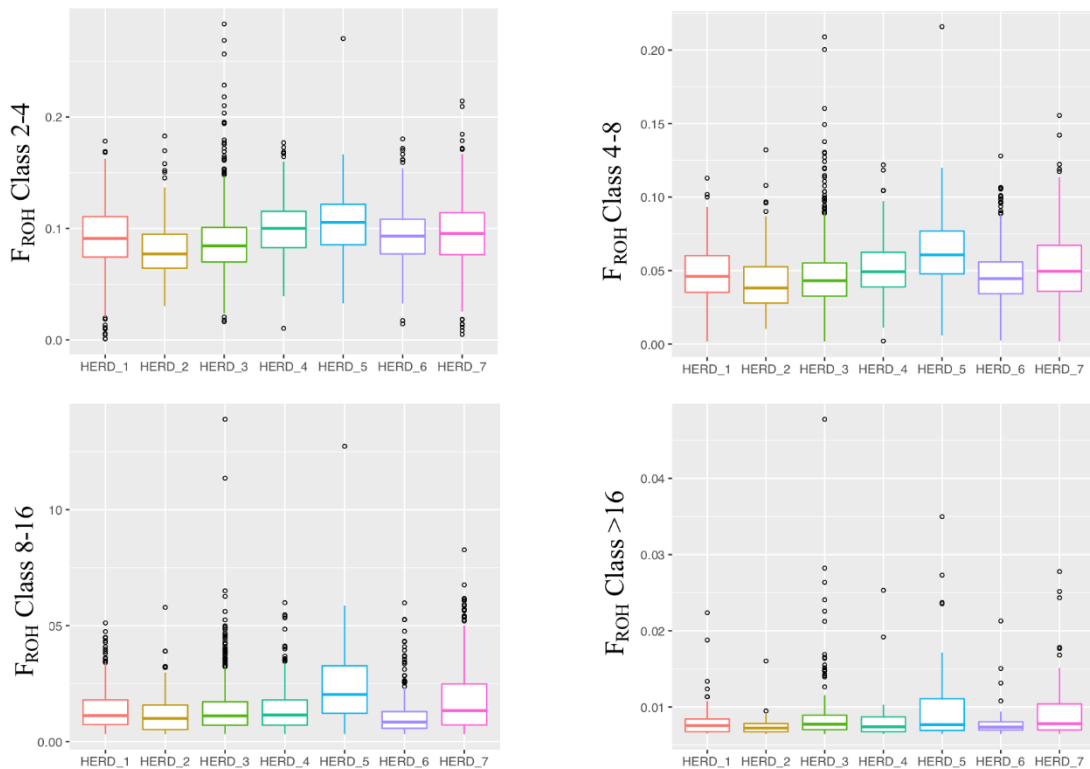 F_ROH Class 2-4
0.2
0.1
0.0
HERD_1 HERD_2 HERD_3 HERD_4 HERD_5 HERD_6 HERD_7
F_ROH Class 4-8
0.20
0.15
0.10
0.05
0.00
HERD_1 HERD_2 HERD_3 HERD_4 HERD_5 HERD_6 HERD_7
F_ROH Class 8-16
10
05
0.00
HERD_1 HERD_2 HERD_3 HERD_4 HERD_5 HERD_6 HERD_7
F_ROH Class >16
0.04
0.03
0.02
0.01
HERD_1 HERD_2 HERD_3 HERD_4 HERD_5 HERD_6 HERD_7